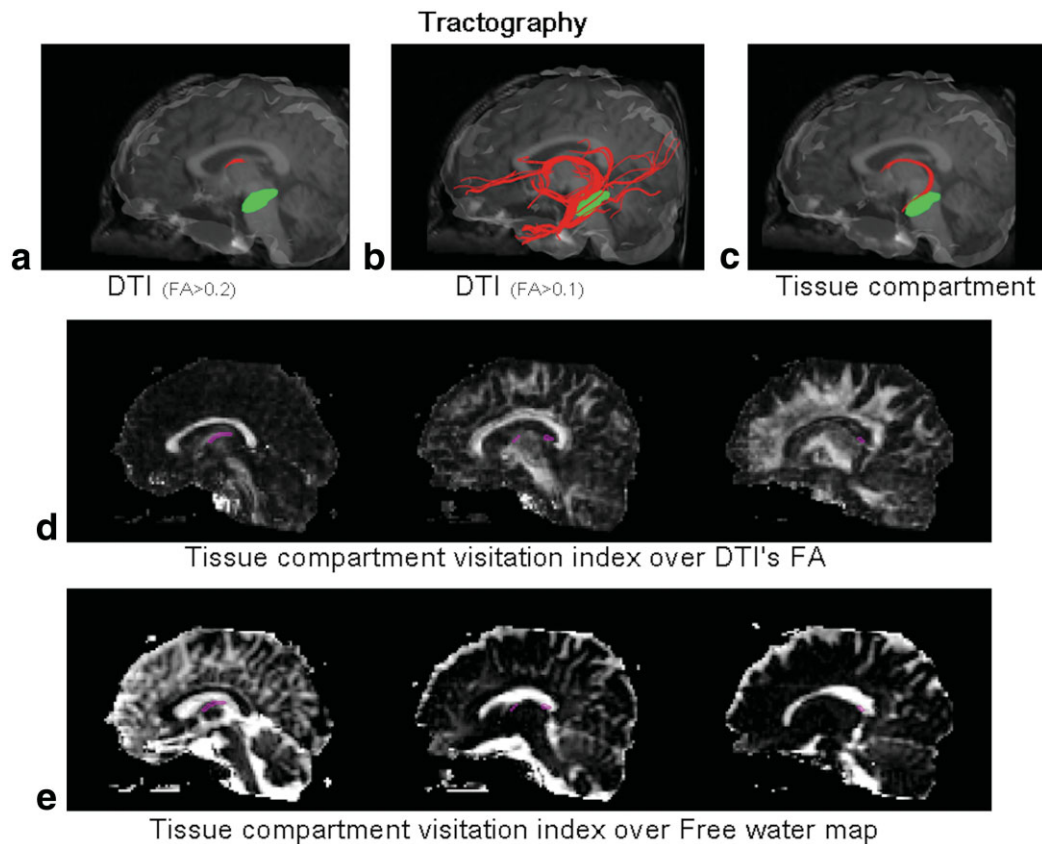 Tractography
a
b
c
DTI (FA>0.2)
DTI (FA>0.1)
Tissue compartment
d
Tissue compartment visitation index over DTI's FA
e
Tissue compartment visitation index over Free water map